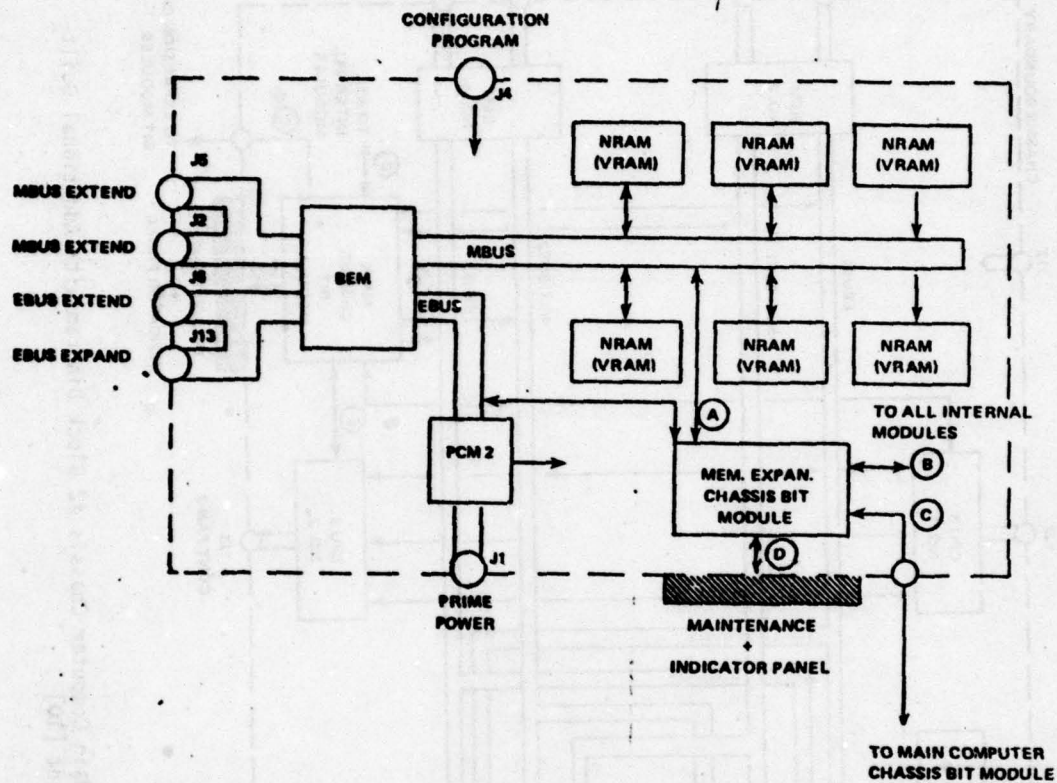 CONFIGURATION
PROGRAM
J4
J5
MBUS EXTEND
J2
MBUS EXTEND
EBUS EXTEND
J13
EBUS EXPAND
BEM
MBUS
EBUS
NRAM
(VRAM)
NRAM
(VRAM)
NRAM
(VRAM)
NRAM
(VRAM)
NRAM
(VRAM)
NRAM
(VRAM)
A
TO ALL INTERNAL
MODULES
PCM 2
MEM. EXPAN.
CHASSIS BIT
MODULE
B
C
D
J1
PRIME
POWER
MAINTENANCE
+
INDICATOR PANEL
TO MAIN COMPUTER
CHASSIS BIT MODULE